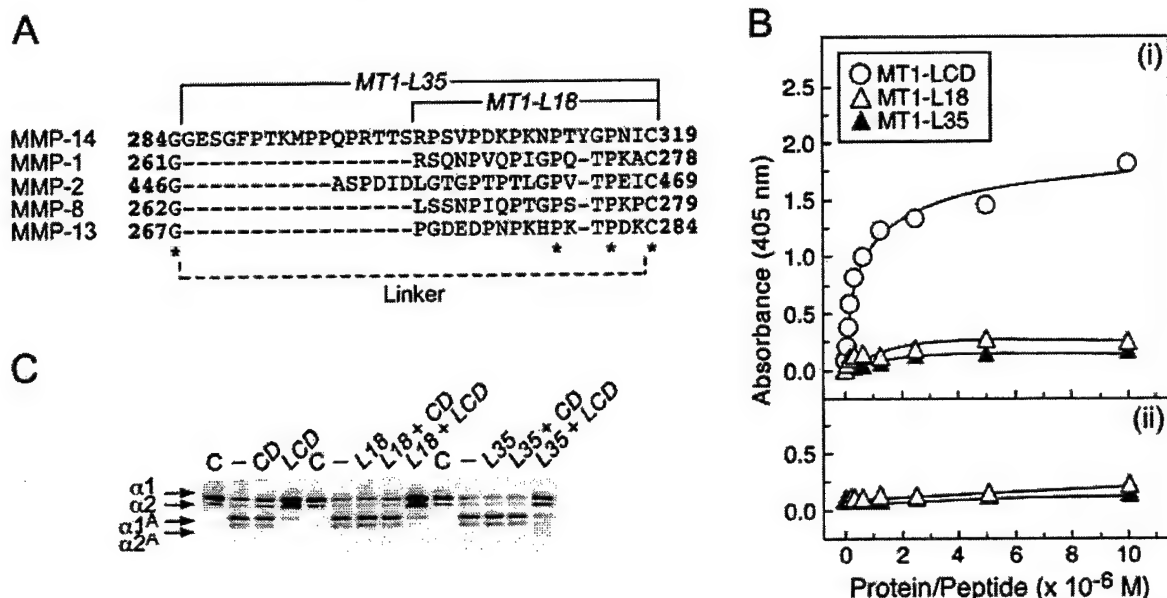 A
MT1-L35
MT1-L18
MMP-14 284GGESGFPTKMPPQPRTTSRPSVPDKPKNPTYGPNIC319
MMP-1 261G-----------------RSQNPVQPIGPQ-TPKAC278
MMP-2 446G-----------ASPDIDLGTGPTPTLGPV-TPEIC469
MMP-8 262G-----------------LSSNPIQPTGPS-TPKPC279
MMP-13 267G-----------------PGDEDPNPKHPK-TPDKC284
* * * *
Linker
B
(i)
MT1-LCD
MT1-L18
MT1-L35
2.5
2.0
1.5
1.0
0.5
0.0
Absorbance (405 nm)
(ii)
0.5
0.0
0 2 4 6 8 10
Protein/Peptide (x 10⁻⁶ M)
C
C – CD LCD C – L18 L18 + CD L18 + LCD C – L35 L35 + CD L35 + LCD
α1
α2
α1ᴬ
α2ᴬ